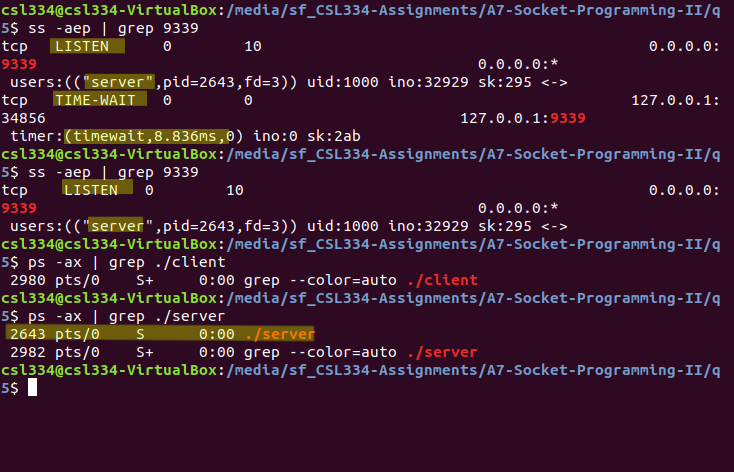 csl334@csl334-VirtualBox:/media/sf_CSL334-Assignments/A7-Socket-Programming-II/q
5$ ss -aep | grep 9339
tcp   LISTEN      0        10                                           0.0.0.0:
9339                                                 0.0.0.0:*
 users:(("server",pid=2643,fd=3)) uid:1000 ino:32929 sk:295 <->
tcp   TIME-WAIT   0        0                                          127.0.0.1:
34856                                              127.0.0.1:9339
 timer:(timewait,8.836ms,0) ino:0 sk:2ab
csl334@csl334-VirtualBox:/media/sf_CSL334-Assignments/A7-Socket-Programming-II/q
5$ ss -aep | grep 9339
tcp    LISTEN  0        10                                             0.0.0.0:
9339                                                 0.0.0.0:*
 users:(("server",pid=2643,fd=3)) uid:1000 ino:32929 sk:295 <->
csl334@csl334-VirtualBox:/media/sf_CSL334-Assignments/A7-Socket-Programming-II/q
5$ ps -ax | grep ./client
 2980 pts/0    S+     0:00 grep --color=auto ./client
csl334@csl334-VirtualBox:/media/sf_CSL334-Assignments/A7-Socket-Programming-II/q
5$ ps -ax | grep ./server
 2643 pts/0    S      0:00 ./server
 2982 pts/0    S+     0:00 grep --color=auto ./server
csl334@csl334-VirtualBox:/media/sf_CSL334-Assignments/A7-Socket-Programming-II/q
5$